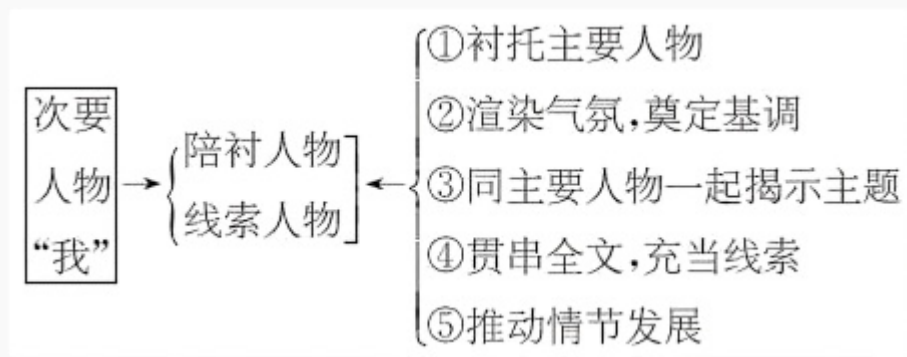 次要
人物
“我”
陪衬人物
线索人物
①衬托主要人物
②渲染气氛,奠定基调
③同主要人物一起揭示主题
④贯串全文,充当线索
⑤推动情节发展